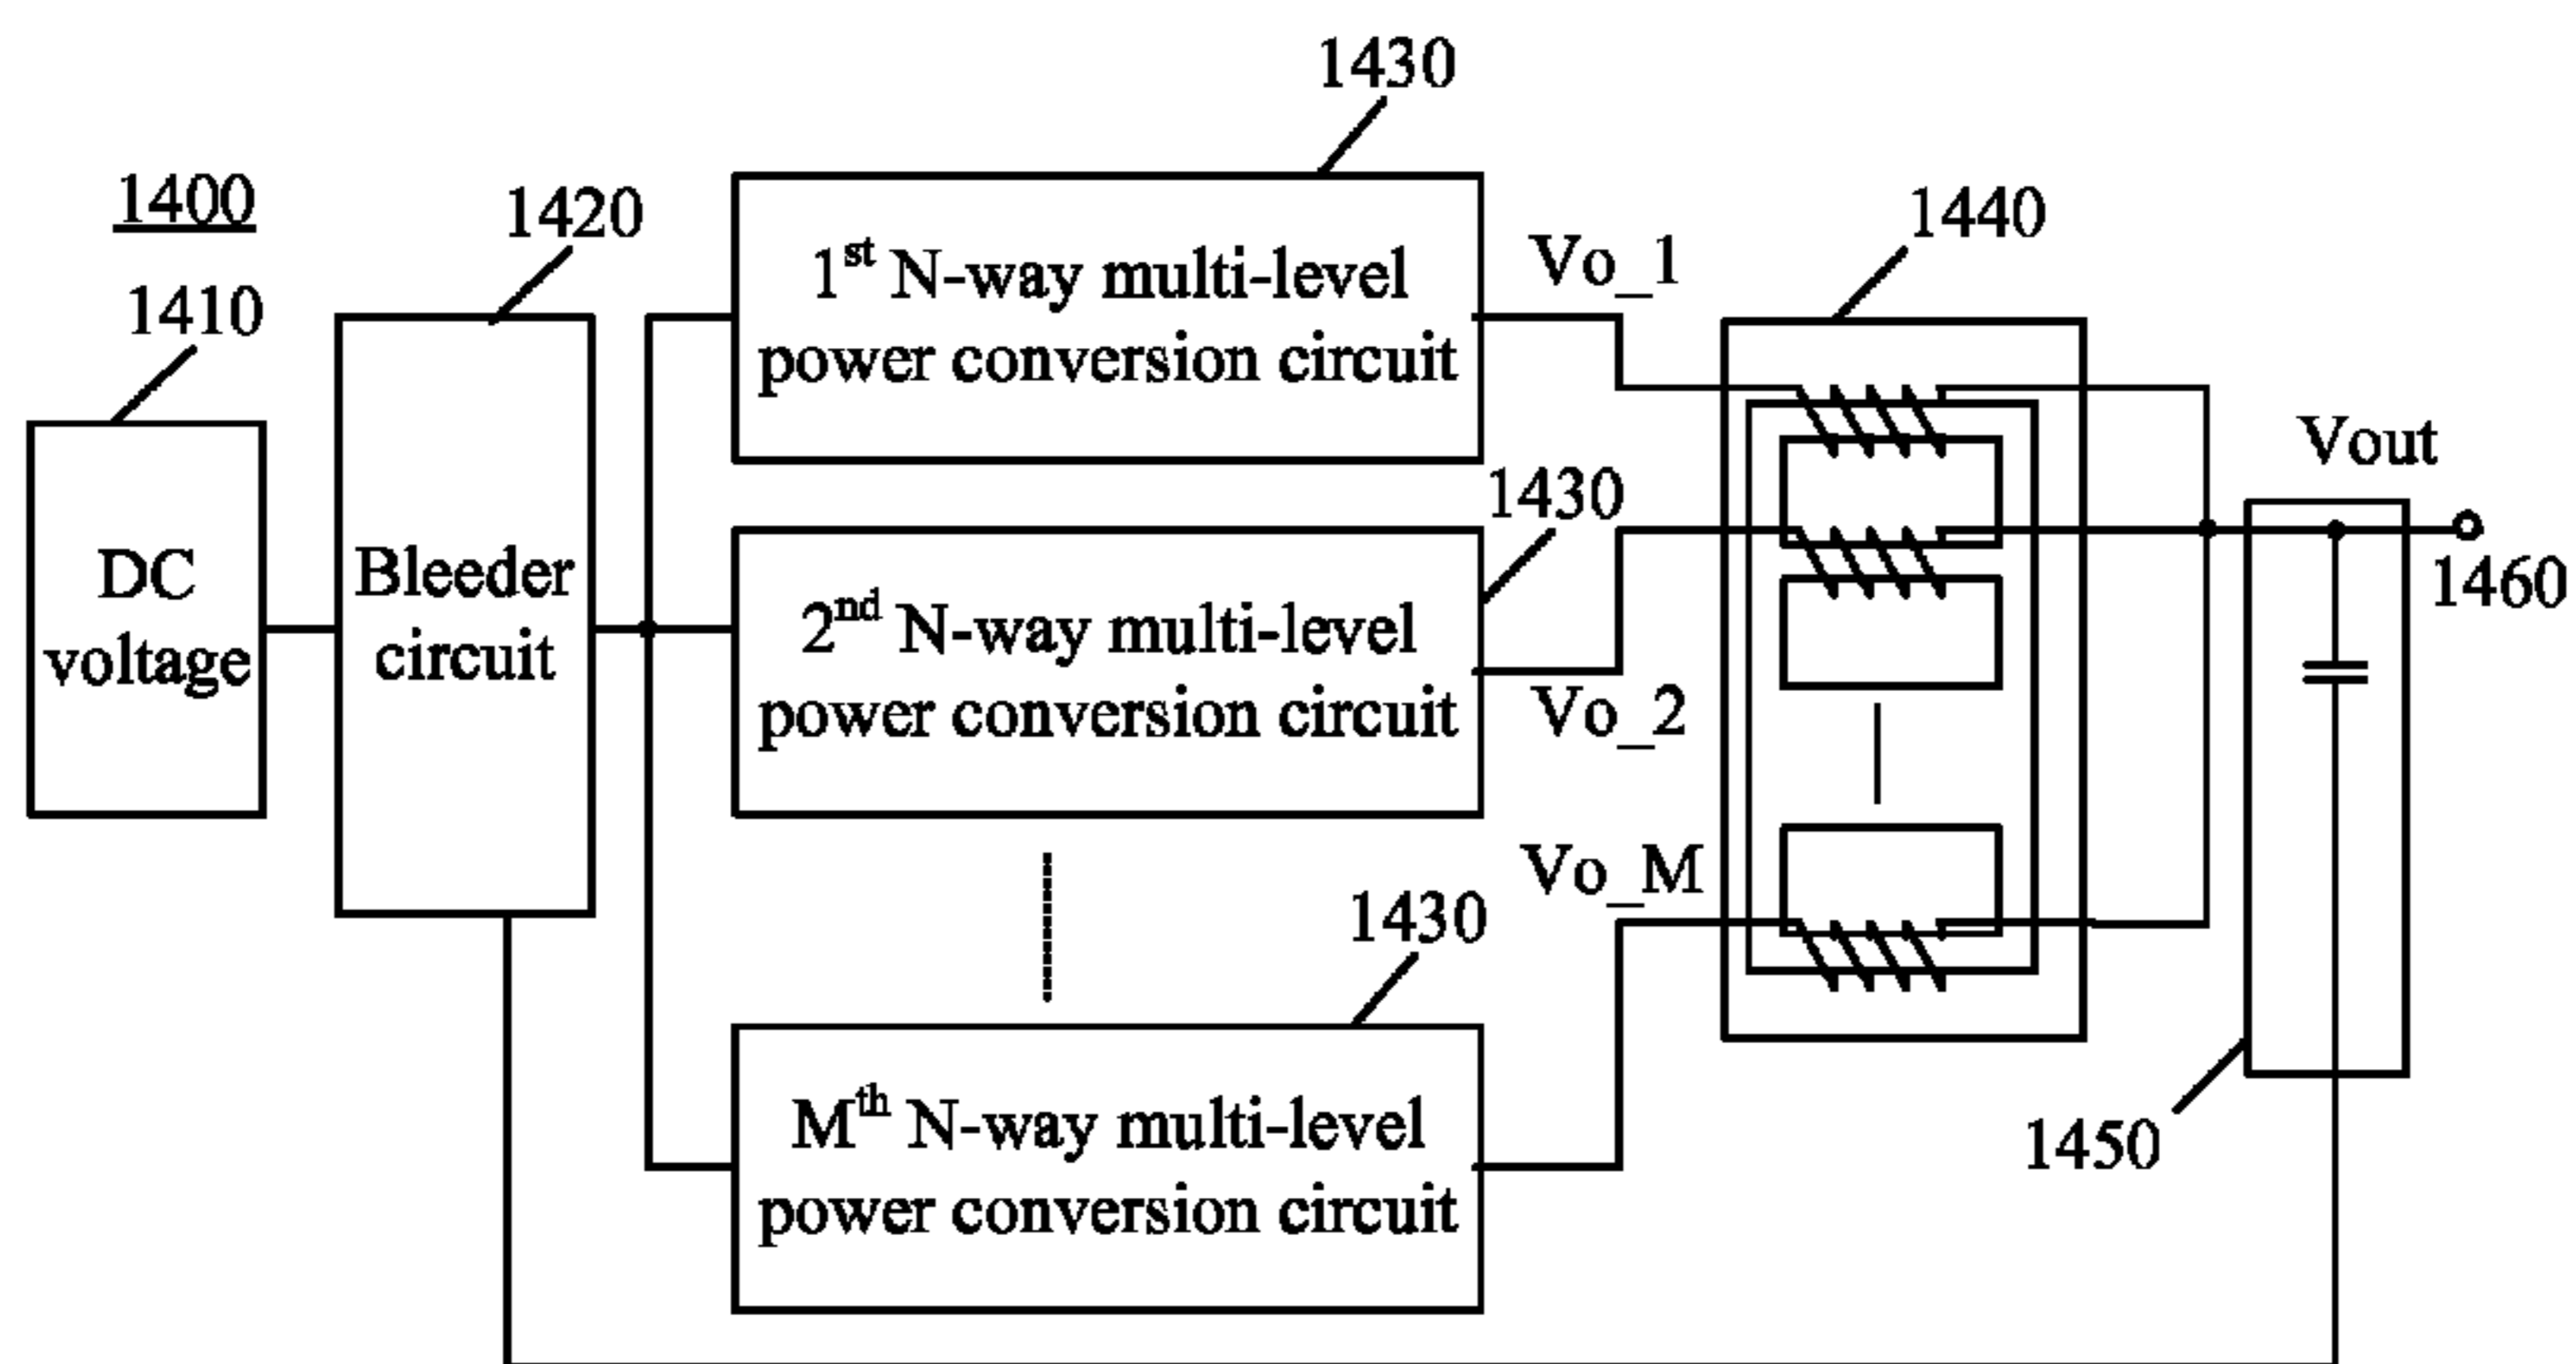 1400
1410
DC
voltage
1420
Bleeder
circuit
1430
1st N-way multi-level
power conversion circuit
Vo_1
1430
2nd N-way multi-level
power conversion circuit
Vo_2
1430
Mth N-way multi-level
power conversion circuit
Vo_M
1440
Vout
1460
1450